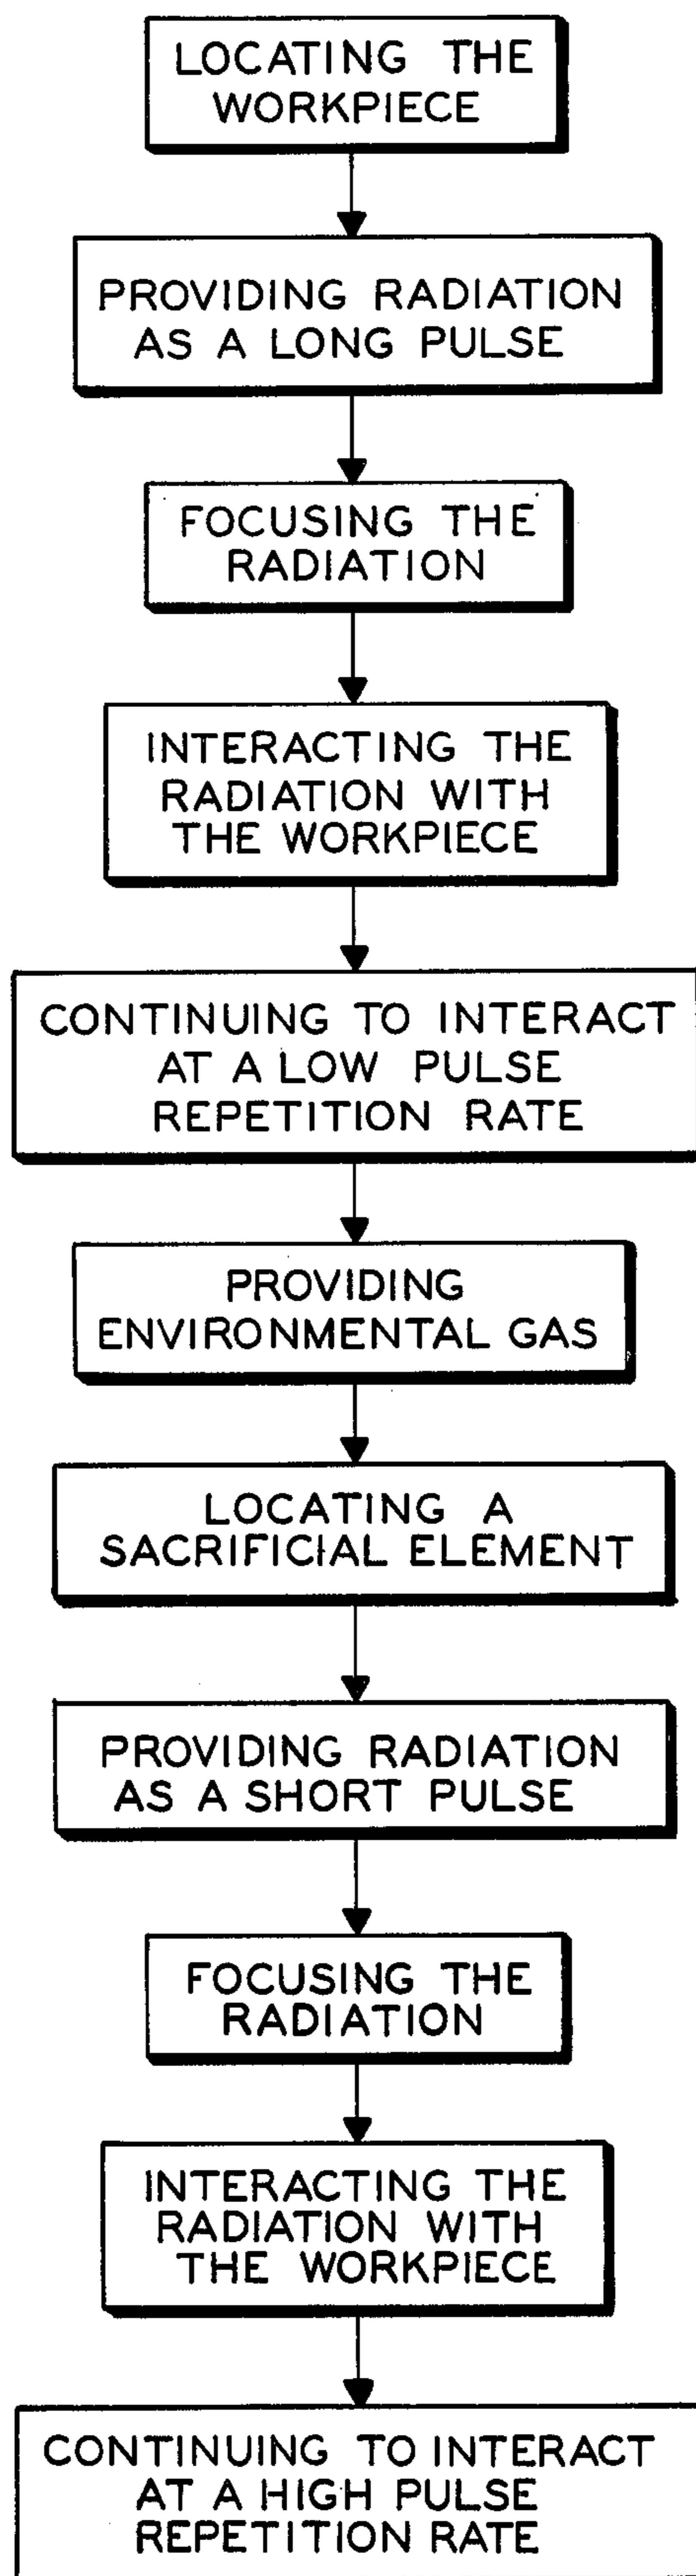 LOCATING THE
WORKPIECE
PROVIDING RADIATION
AS A LONG PULSE
FOCUSING THE
RADIATION
INTERACTING THE
RADIATION WITH
THE WORKPIECE
CONTINUING TO INTERACT
AT A LOW PULSE
REPETITION RATE
PROVIDING
ENVIRONMENTAL GAS
LOCATING A
SACRIFICIAL ELEMENT
PROVIDING RADIATION
AS A SHORT PULSE
FOCUSING THE
RADIATION
INTERACTING THE
RADIATION WITH
THE WORKPIECE
CONTINUING TO INTERACT
AT A HIGH PULSE
REPETITION RATE